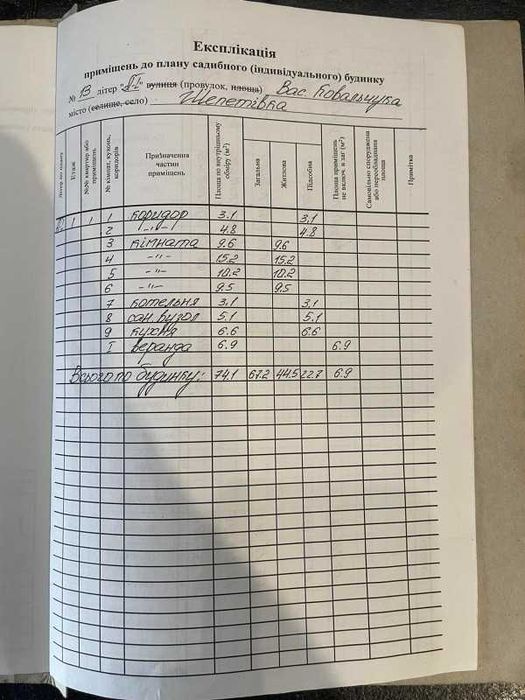 Експлікація
приміщень до плану садибного (індивідуального) будинку
№ 13 літер "А-І" вулиця (провулок, площа) Вас. Ковальчука
місто (селище, село) Шепетівка
Літер по плану
Етаж
№№ квартир або приміщень
№ кімнат, кухонь, коридорів
Призначення частин приміщень
Площа по внутрішньому обміру (м²)
Загальна
Житлова
Підсобна
Площа приміщень не включ. в заг (м²)
Самовільно споруджена або переобладнана площа
Примітка
1 1 1 коридор 3.1 3.1
2 -"- 4.8 4.8
3 кімната 9.6 9.6
4 -"- 15.2 15.2
5 -"- 10.2 10.2
6 -"- 9.5 9.5
7 котельня 3.1 3.1
8 сан. вузол 5.1 5.1
9 кухня 6.6 6.6
I веранда 6.9 6.9
Всього по будинку: 74.1 67.2 44.5 22.7 6.9